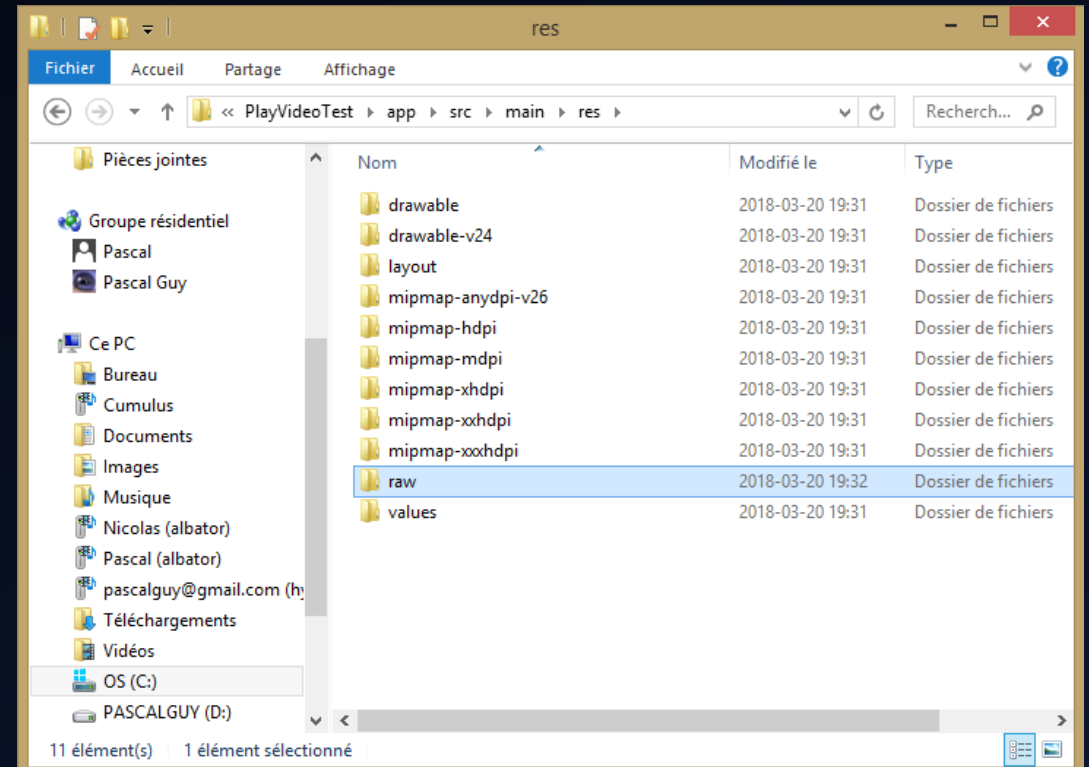 res
Fichier Accueil Partage Affichage
« PlayVideoTest app src main res Recherch...
Pièces jointes
Groupe résidentiel
Pascal
Pascal Guy
Ce PC
Bureau
Cumulus
Documents
Images
Musique
Nicolas (albator)
Pascal (albator)
pascalguy@gmail.com (hy
Téléchargements
Vidéos
OS (C:)
PASCALGUY (D:)
Nom Modifié le Type
drawable 2018-03-20 19:31 Dossier de fichiers
drawable-v24 2018-03-20 19:31 Dossier de fichiers
layout 2018-03-20 19:31 Dossier de fichiers
mipmap-anydpi-v26 2018-03-20 19:31 Dossier de fichiers
mipmap-hdpi 2018-03-20 19:31 Dossier de fichiers
mipmap-mdpi 2018-03-20 19:31 Dossier de fichiers
mipmap-xhdpi 2018-03-20 19:31 Dossier de fichiers
mipmap-xxhdpi 2018-03-20 19:31 Dossier de fichiers
mipmap-xxxhdpi 2018-03-20 19:31 Dossier de fichiers
raw 2018-03-20 19:32 Dossier de fichiers
values 2018-03-20 19:31 Dossier de fichiers
11 élément(s) 1 élément sélectionné